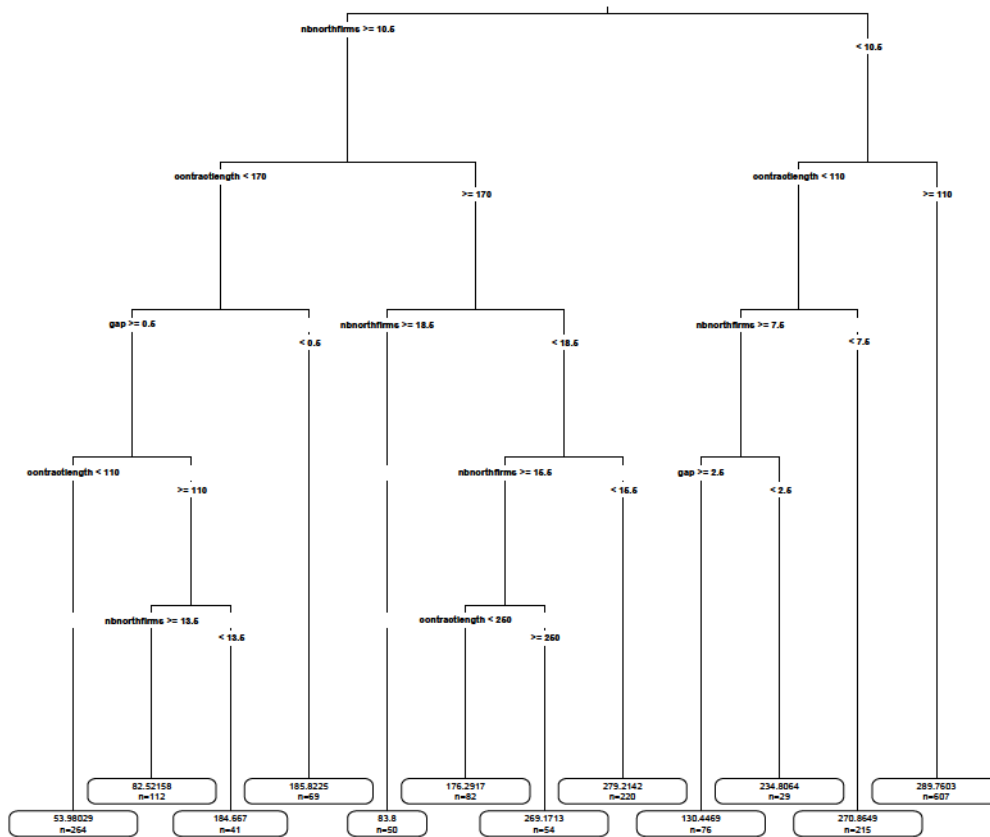 nbnorthfirms >= 10.5
< 10.5
contractlength < 170
>= 170
contractlength < 110
>= 110
gap >= 0.5
< 0.5
nbnorthfirms >= 18.5
< 18.5
nbnorthfirms >= 7.5
< 7.5
contractlength < 110
>= 110
nbnorthfirms >= 15.5
< 15.5
gap >= 2.5
< 2.5
nbnorthfirms >= 13.5
< 13.5
contractlength < 250
>= 250
82.52158
n=112
185.8225
n=69
176.2917
n=82
279.2142
n=220
234.8064
n=29
289.7603
n=607
53.98029
n=264
184.667
n=41
83.8
n=50
269.1713
n=54
130.4469
n=76
270.8649
n=215